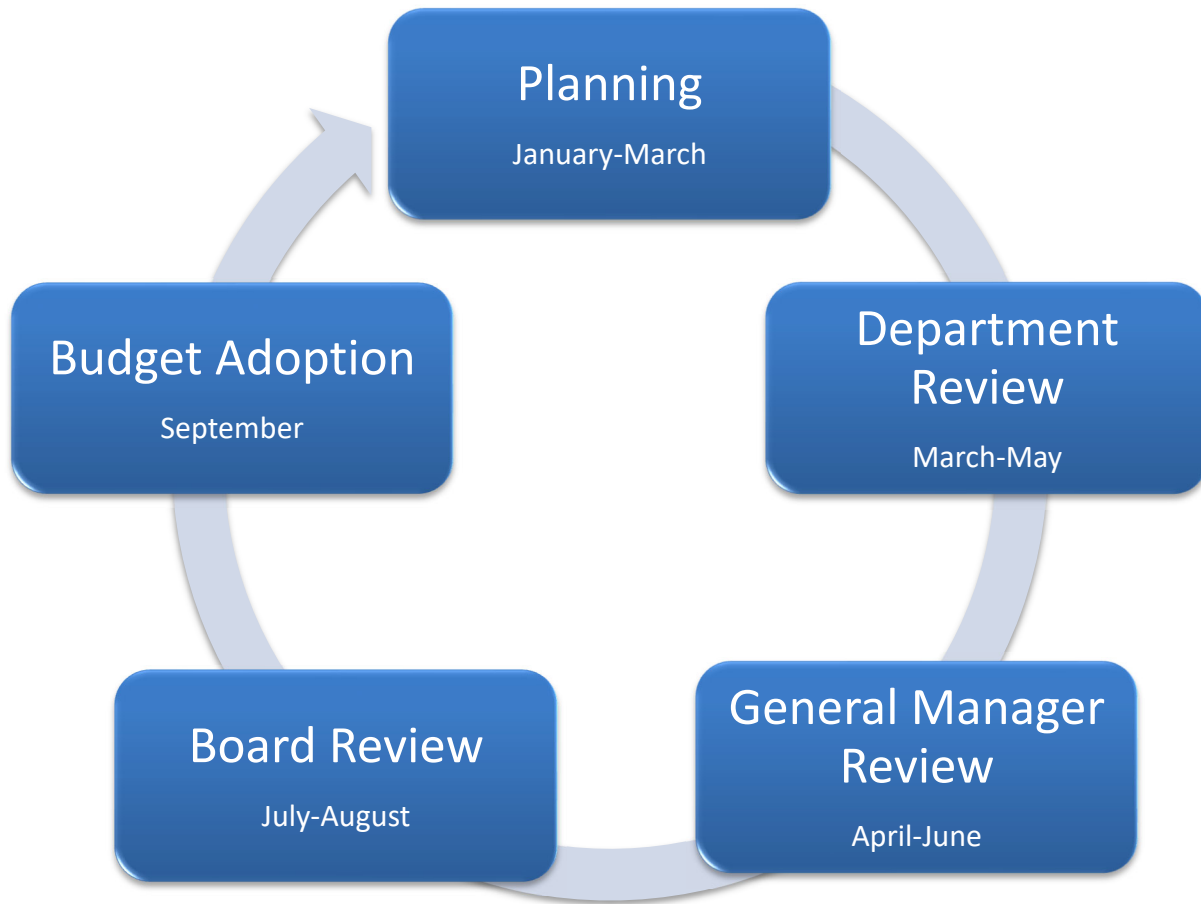 Planning
January-March
Department
Review
March-May
General Manager
Review
April-June
Board Review
July-August
Budget Adoption
September